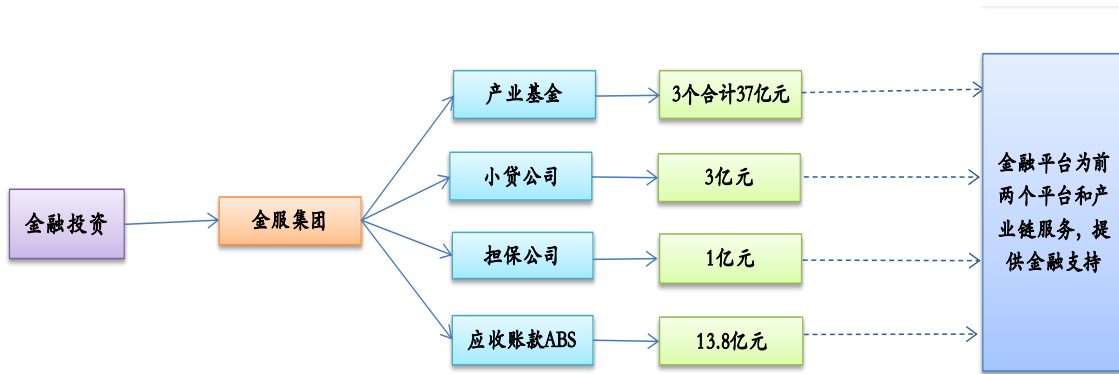 金融投资
金服集团
产业基金
3个合计37亿元
小贷公司
3亿元
担保公司
1亿元
应收账款ABS
13.8亿元
金融平台为前
两个平台和产
业链服务，提
供金融支持